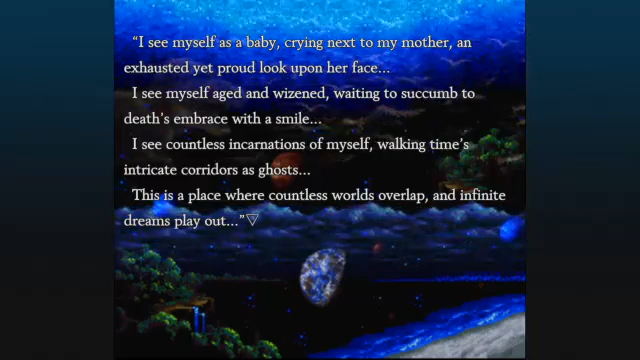 “I see myself as a baby, crying next to my mother, an
exhausted yet proud look upon her face...
I see myself aged and wizened, waiting to succumb to
death’s embrace with a smile...
I see countless incarnations of myself, walking time’s
intricate corridors as ghosts...
This is a place where countless worlds overlap, and infinite
dreams play out...”▽